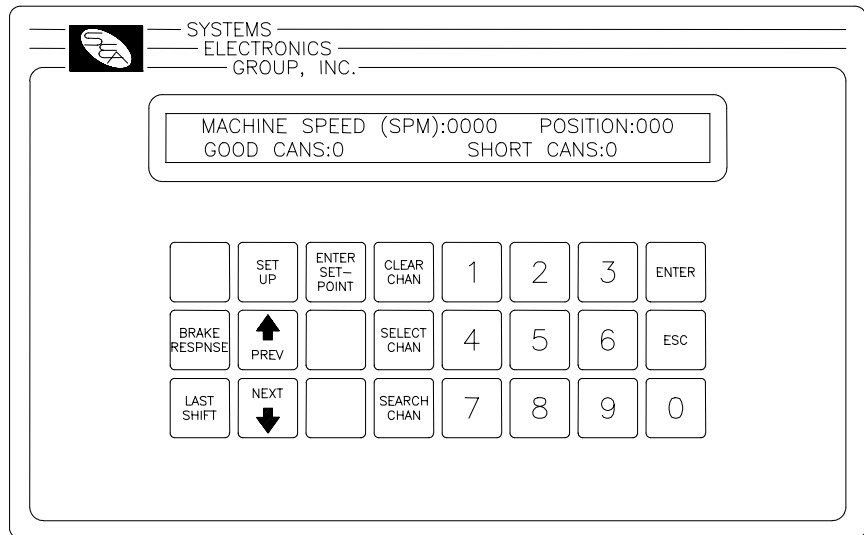 SEA
SYSTEMS
ELECTRONICS
GROUP, INC.
MACHINE SPEED (SPM):0000 POSITION:000
GOOD CANS:0 SHORT CANS:0
SET UP
ENTER SET-POINT
CLEAR CHAN
1
2
3
ENTER
BRAKE RESPNSE
PREV
SELECT CHAN
4
5
6
ESC
LAST SHIFT
NEXT
SEARCH CHAN
7
8
9
0